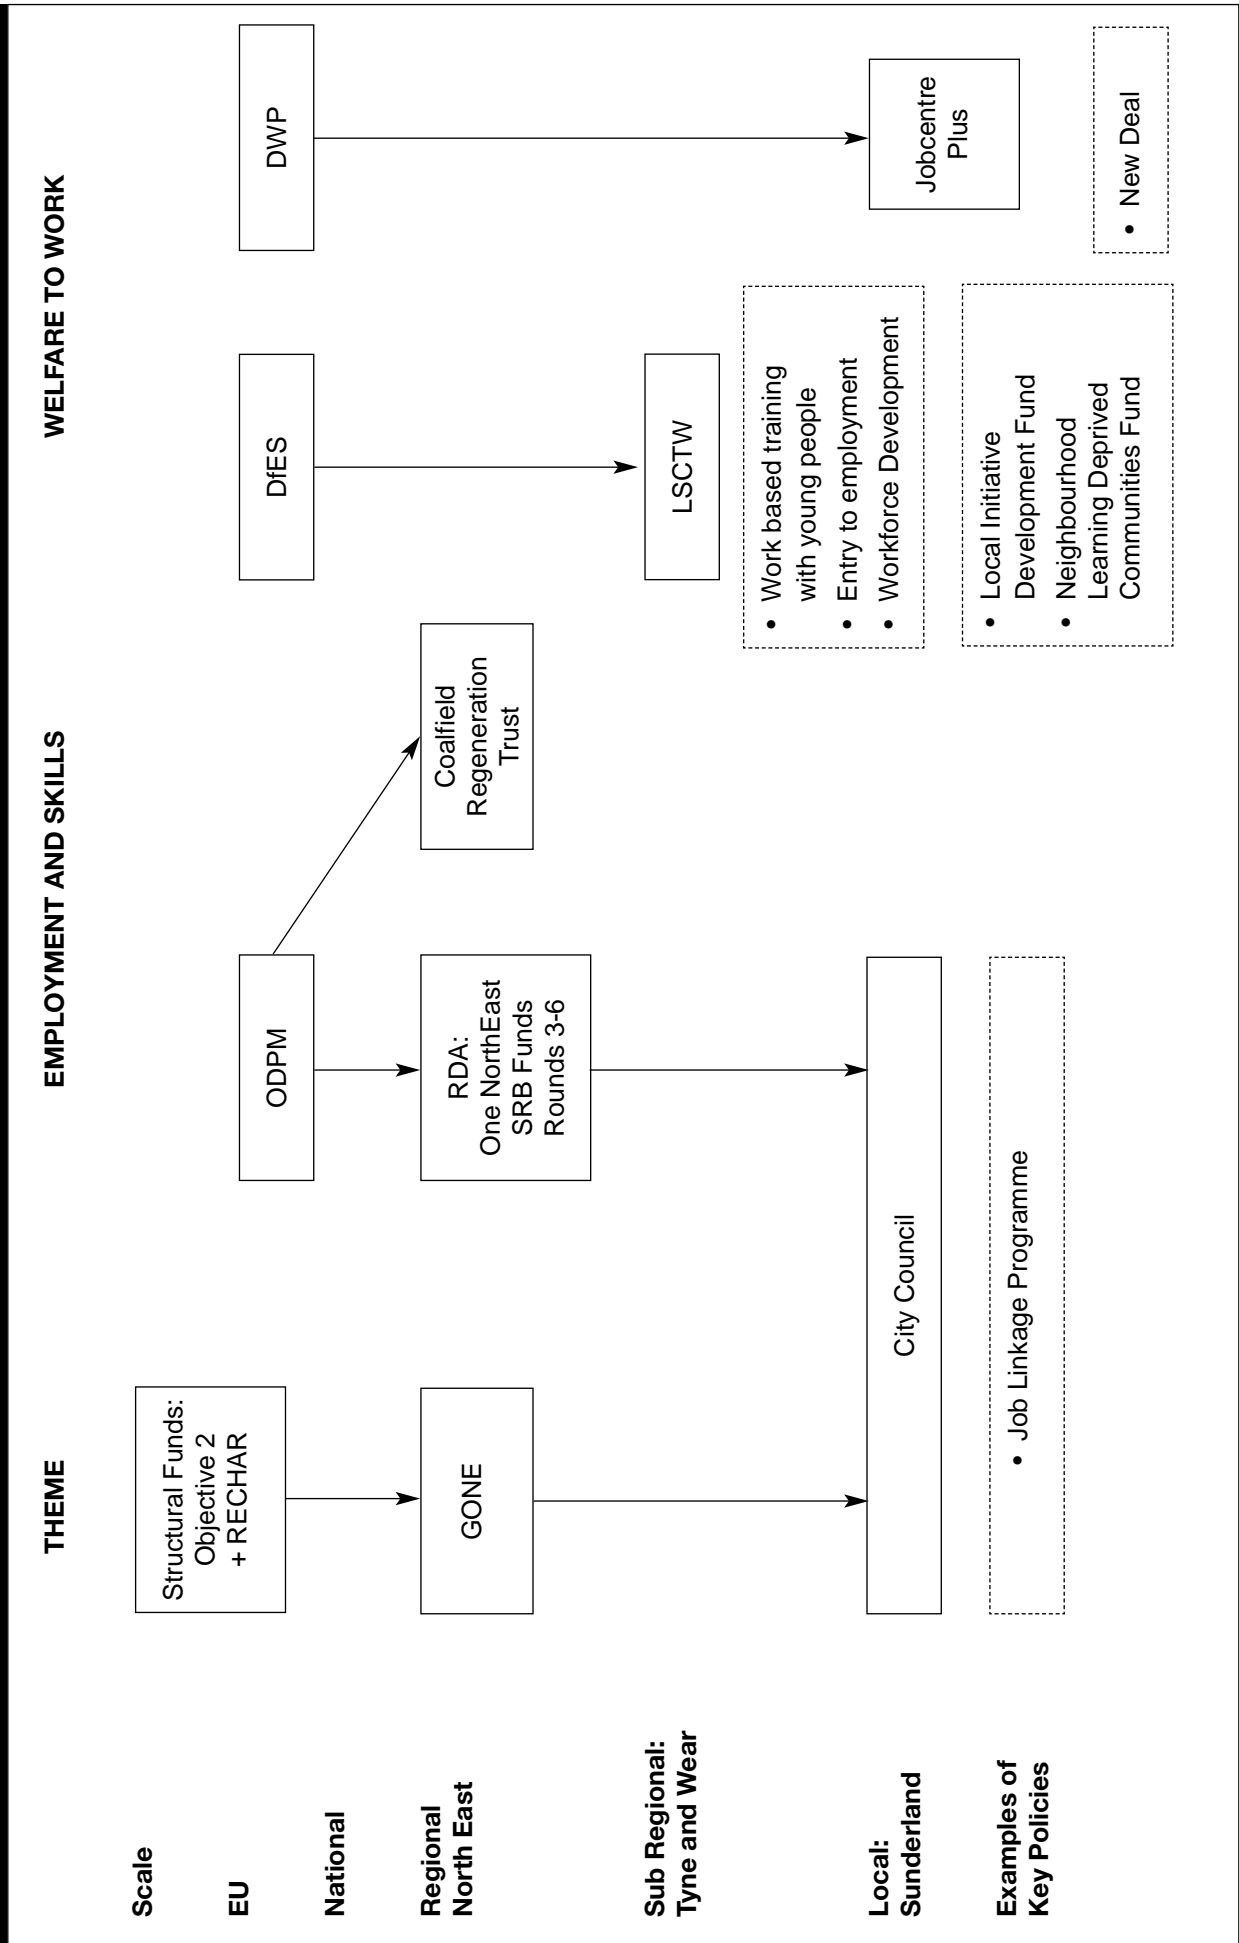 THEME
EMPLOYMENT AND SKILLS
WELFARE TO WORK
Scale
Structural Funds:
Objective 2
+ RECHAR
EU
ODPM
DfES
DWP
National
Regional
North East
GONE
RDA:
One NorthEast
SRB Funds
Rounds 3-6
Coalfield
Regeneration
Trust
Sub Regional:
Tyne and Wear
LSCTW
• Work based training
with young people
• Entry to employment
• Workforce Development
Local:
Sunderland
City Council
Jobcentre
Plus
Examples of
Key Policies
• Job Linkage Programme
• Local Initiative
Development Fund
• Neighbourhood
Learning Deprived
Communities Fund
• New Deal